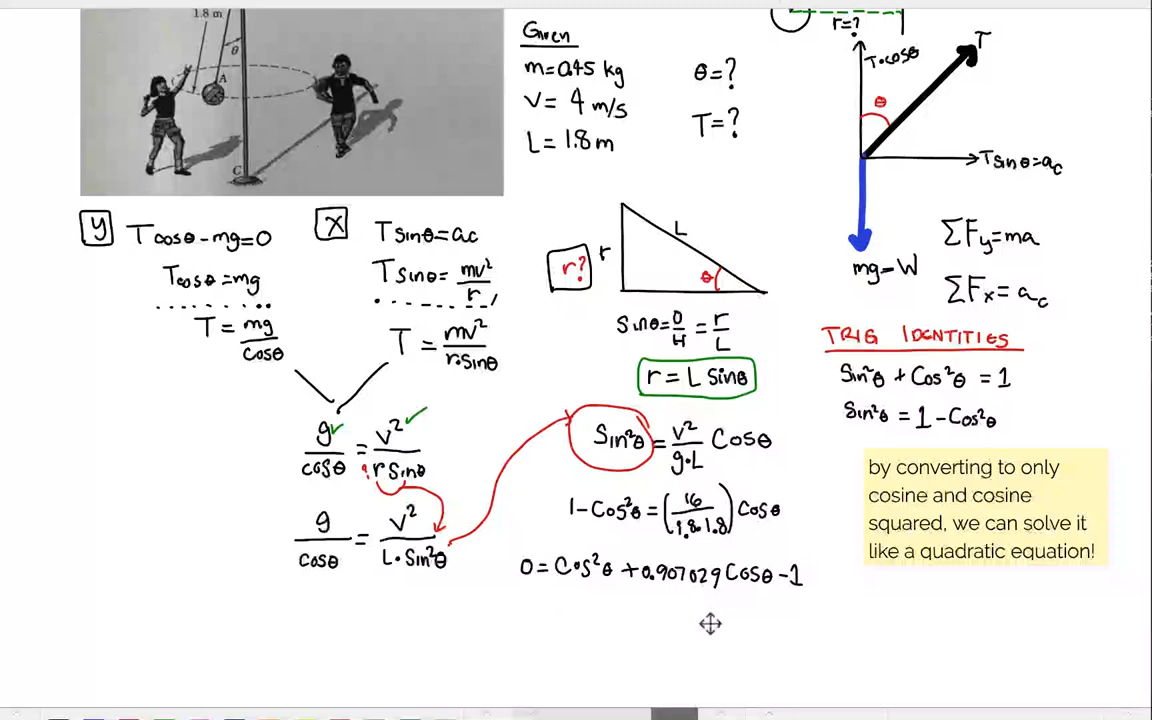 1.8 m
θ
A
C
Given
m=0.45 kg
V= 4 m/s
L= 1.8 m
θ=?
T=?
r=?
T·cosθ
T
θ
Tsinθ=ac
mg=W
ΣFy=ma
ΣFx=ac
y
Tcosθ-mg=0
Tcosθ=mg
T= mg/cosθ
x
Tsinθ=ac
Tsinθ= mv²/r
T= mv²/r·sinθ
r?
r
L
θ
Sinθ= O/H = r/L
r= L sinθ
TRIG IDENTITIES
Sin²θ + Cos²θ = 1
Sin²θ = 1-Cos²θ
g/cosθ = v²/r sinθ
?
g/cosθ = v²/L·Sin²θ
Sin²θ = v²/g·L Cosθ
1-Cos²θ = (16/9.8·1.8) Cosθ
0 = Cos²θ +0.907029 Cosθ -1
by converting to only
cosine and cosine
squared, we can solve it
like a quadratic equation!